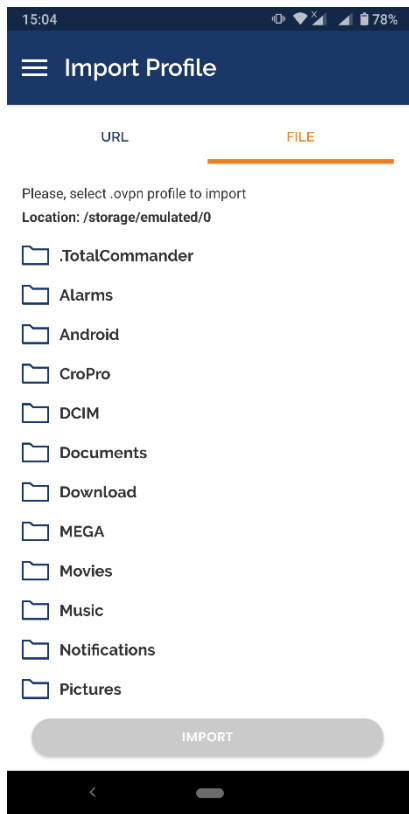 15:04
78%
Import Profile
URL
FILE
Please, select .ovpn profile to import
Location: /storage/emulated/0
.TotalCommander
Alarms
Android
CroPro
DCIM
Documents
Download
MEGA
Movies
Music
Notifications
Pictures
IMPORT